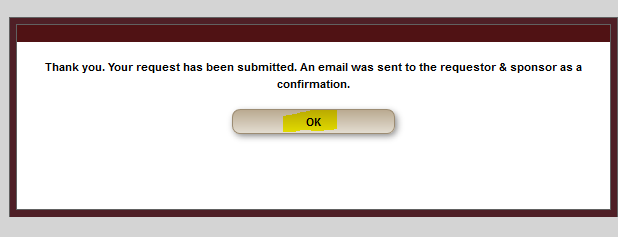 Thank you. Your request has been submitted. An email was sent to the requestor & sponsor as a
confirmation.
OK